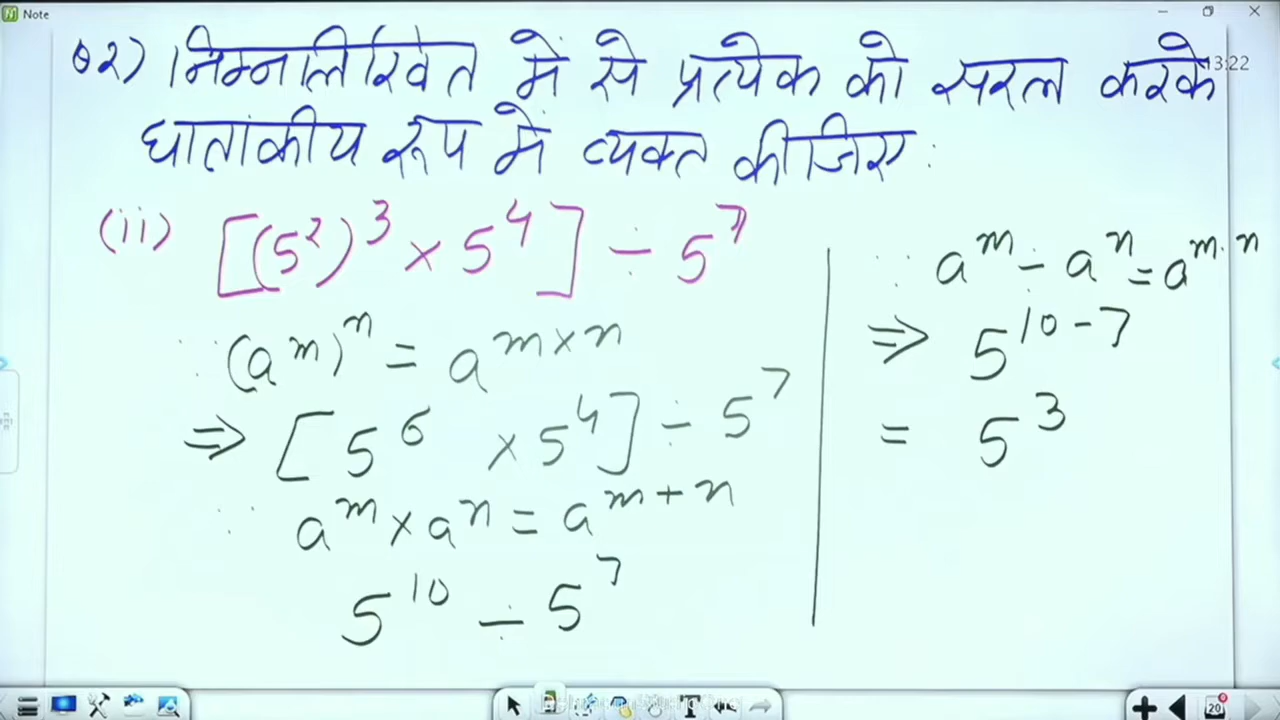 Note
13:22
Q2) निम्नलिखित में से प्रत्येक को सरल करके
घातांकीय रूप में व्यक्त कीजिए :
(ii) [(5²)³ × 5⁴] ÷ 5⁷
∵ (aᵐ)ⁿ = aᵐˣⁿ
⇒ [5⁶ × 5⁴] ÷ 5⁷
∵ aᵐ × aⁿ = aᵐ⁺ⁿ
5¹⁰ ÷ 5⁷
∵ aᵐ ÷ aⁿ = aᵐ⁻ⁿ
⇒ 5¹⁰⁻⁷
= 5³
20